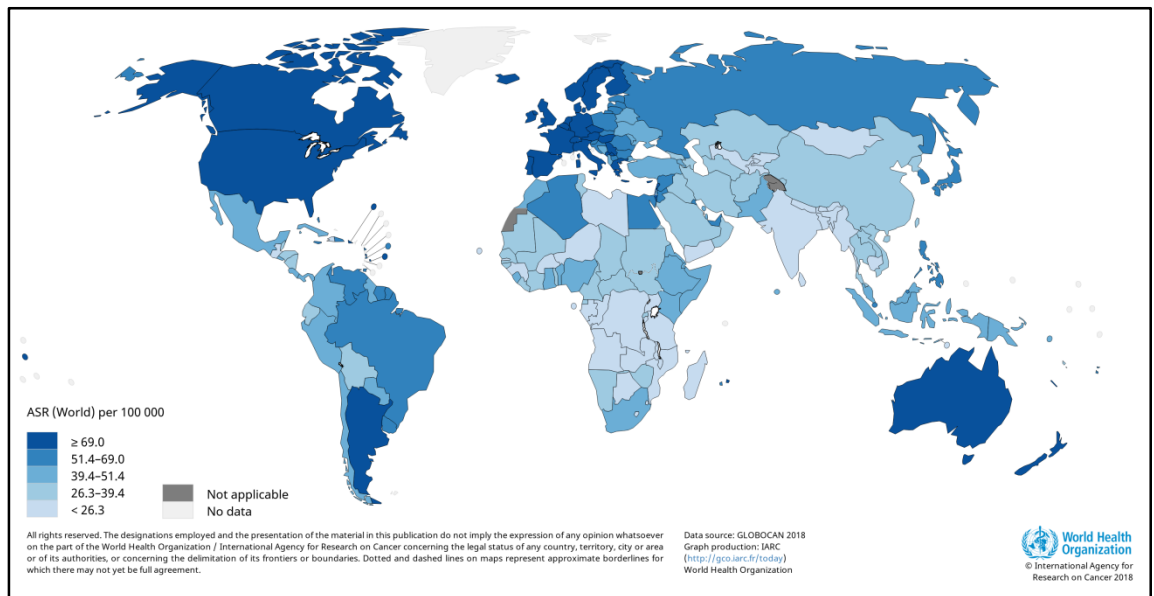 ASR (World) per 100 000
≥ 69.0
51.4–69.0
39.4–51.4
26.3–39.4
< 26.3
Not applicable
No data
All rights reserved. The designations employed and the presentation of the material in this publication do not imply the expression of any opinion whatsoever
on the part of the World Health Organization / International Agency for Research on Cancer concerning the legal status of any country, territory, city or area
or of its authorities, or concerning the delimitation of its frontiers or boundaries. Dotted and dashed lines on maps represent approximate borderlines for
which there may not yet be full agreement.
Data source: GLOBOCAN 2018
Graph production: IARC
(http://gco.iarc.fr/today)
World Health Organization
World Health
Organization
© International Agency for
Research on Cancer 2018